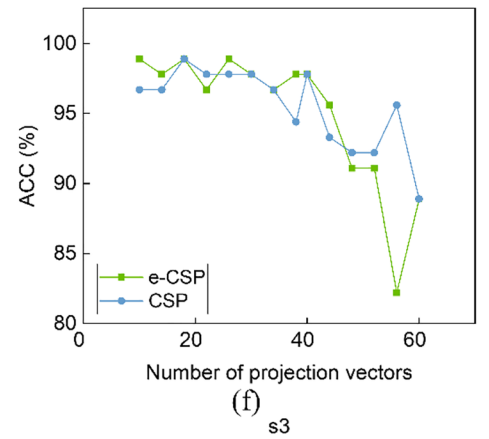 100
95
90
85
80
ACC (%)
e-CSP
CSP
0 20 40 60
Number of projection vectors
(f)
s3